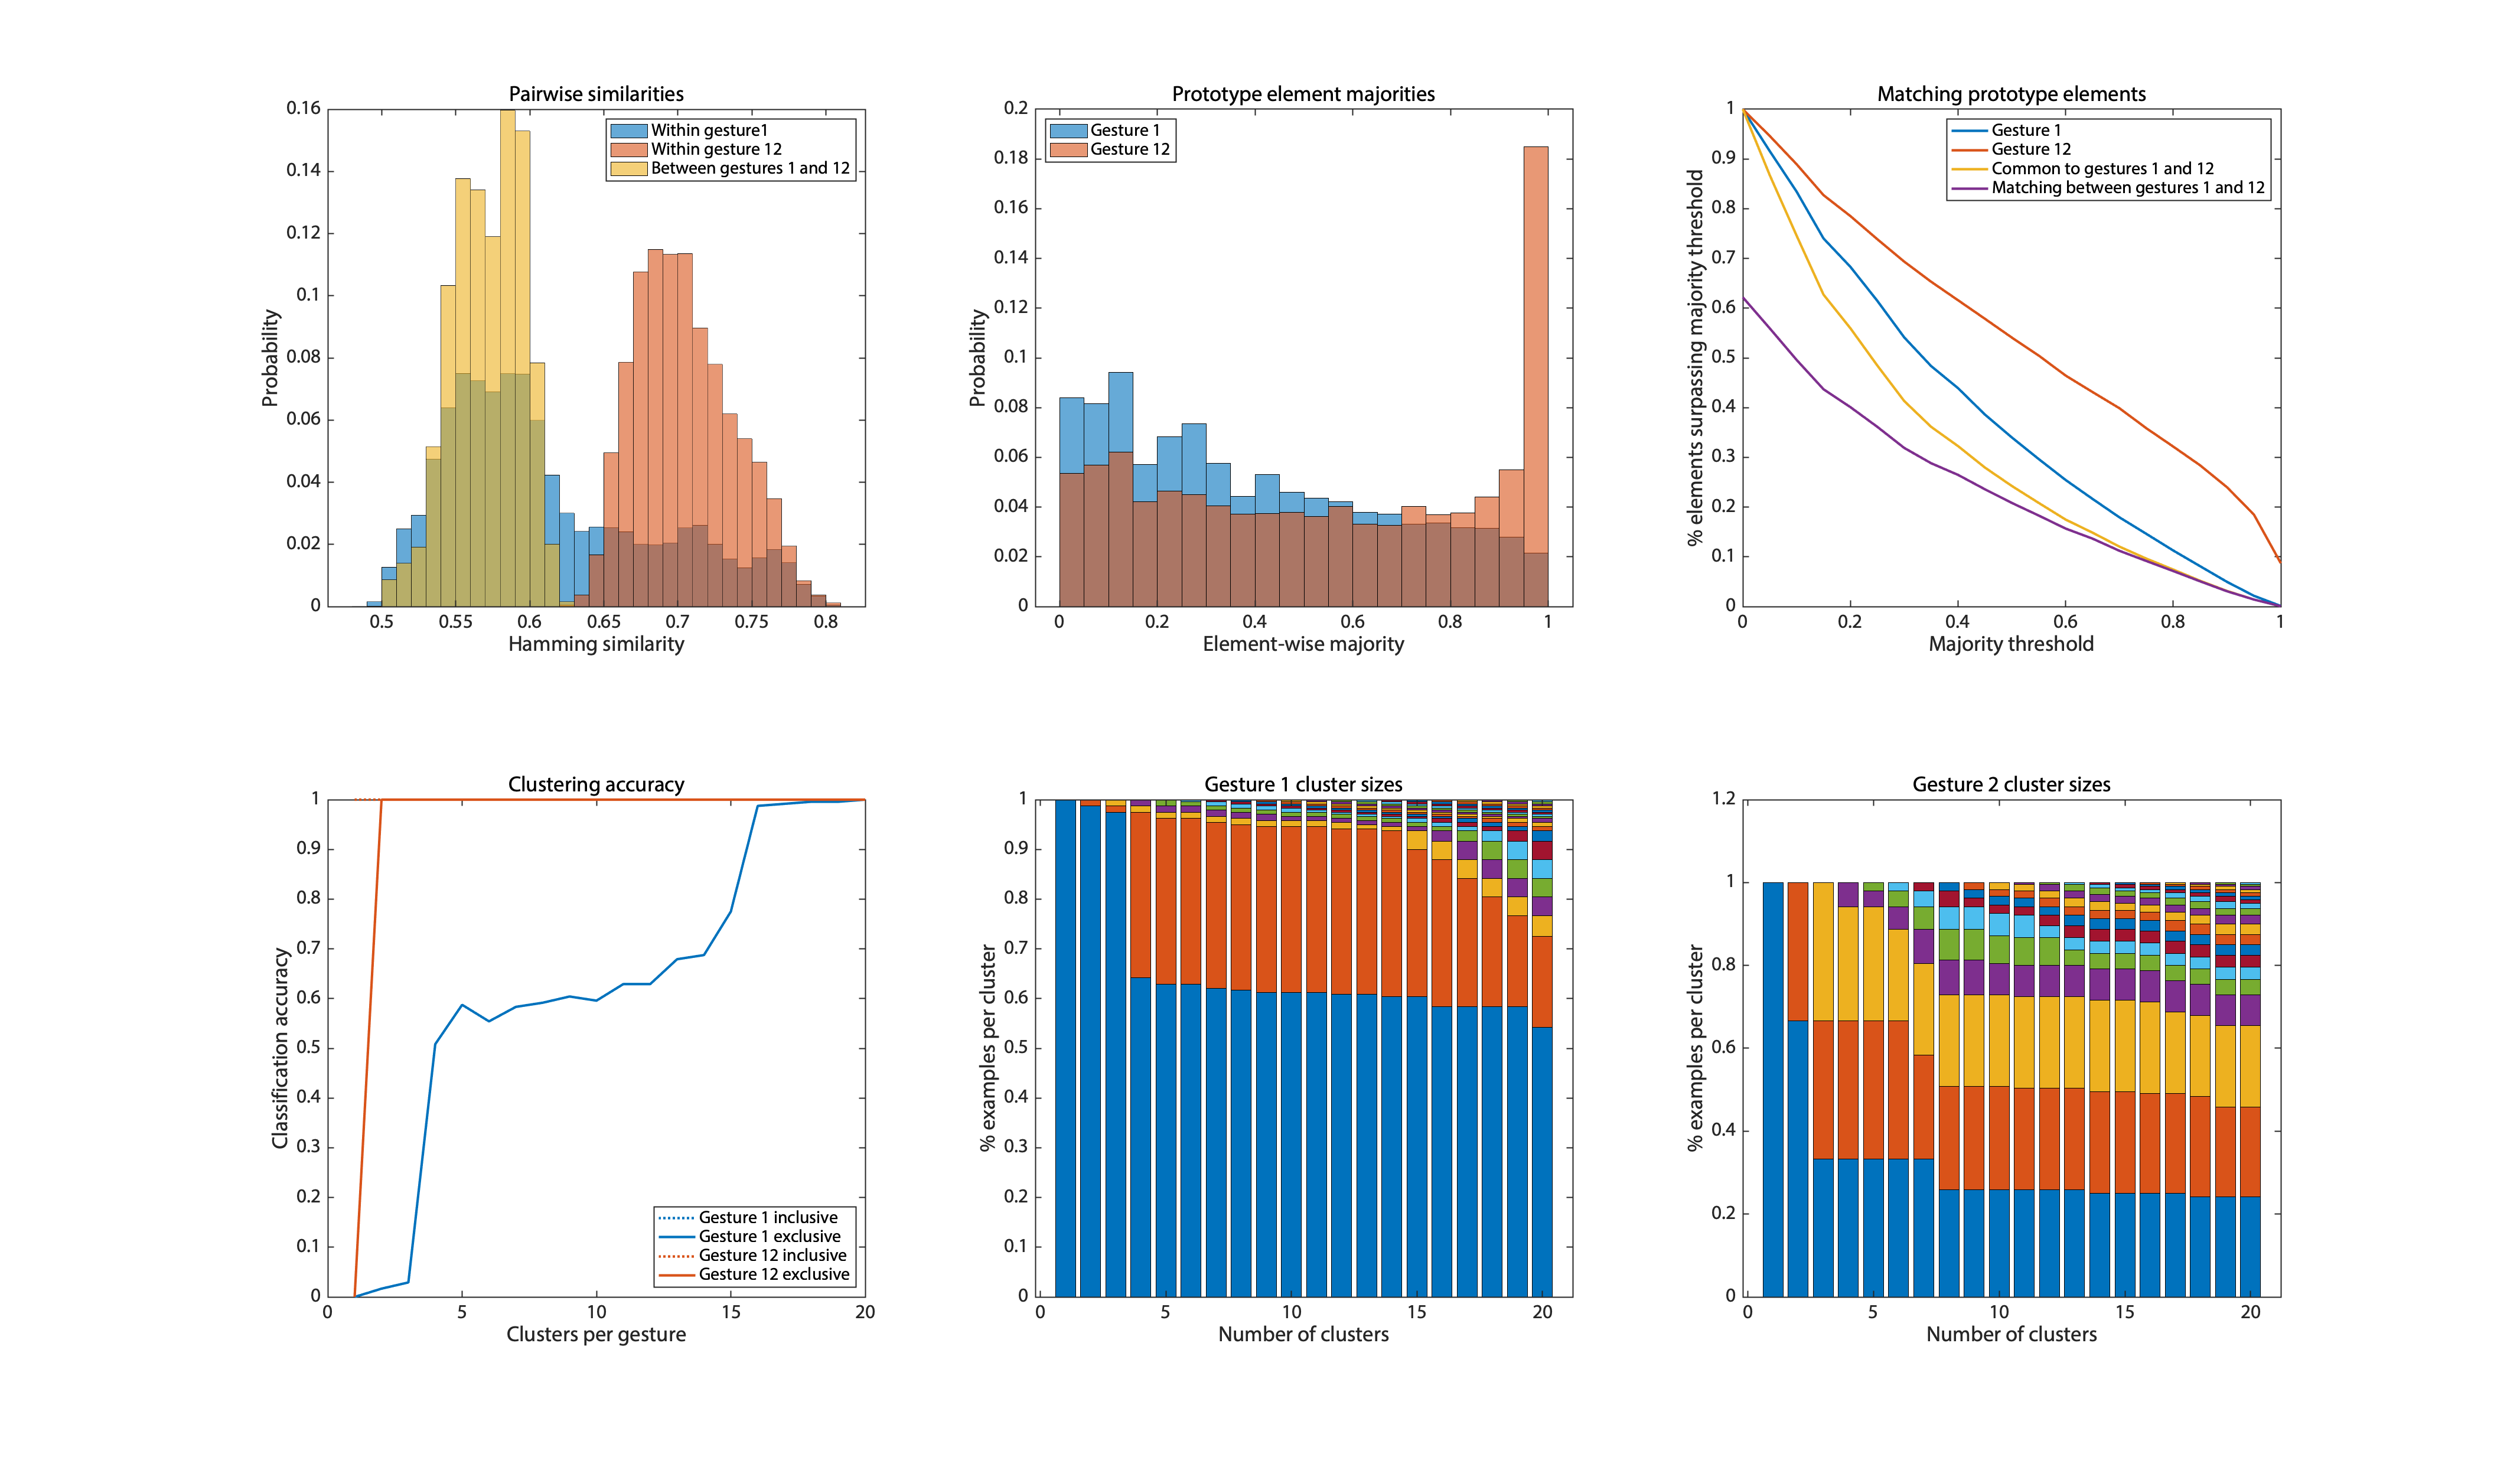 Pairwise similarities
0.16
0.14
0.12
0.1
0.08
0.06
0.04
0.02
0
Probability
Within gesture1
Within gesture 12
Between gestures 1 and 12
0.5 0.55 0.6 0.65 0.7 0.75 0.8
Hamming similarity
Prototype element majorities
0.2
0.18
0.16
0.14
0.12
0.1
0.08
0.06
0.04
0.02
0
Probability
Gesture 1
Gesture 12
0 0.2 0.4 0.6 0.8 1
Element-wise majority
Matching prototype elements
1
0.9
0.8
0.7
0.6
0.5
0.4
0.3
0.2
0.1
0
% elements surpassing majority threshold
Gesture 1
Gesture 12
Common to gestures 1 and 12
Matching between gestures 1 and 12
0 0.2 0.4 0.6 0.8 1
Majority threshold
Clustering accuracy
1
0.9
0.8
0.7
0.6
0.5
0.4
0.3
0.2
0.1
0
Classification accuracy
Gesture 1 inclusive
Gesture 1 exclusive
Gesture 12 inclusive
Gesture 12 exclusive
0 5 10 15 20
Clusters per gesture
Gesture 1 cluster sizes
1
0.9
0.8
0.7
0.6
0.5
0.4
0.3
0.2
0.1
0
% examples per cluster
0 5 10 15 20
Number of clusters
Gesture 2 cluster sizes
1.2
1
0.8
0.6
0.4
0.2
0
% examples per cluster
0 5 10 15 20
Number of clusters